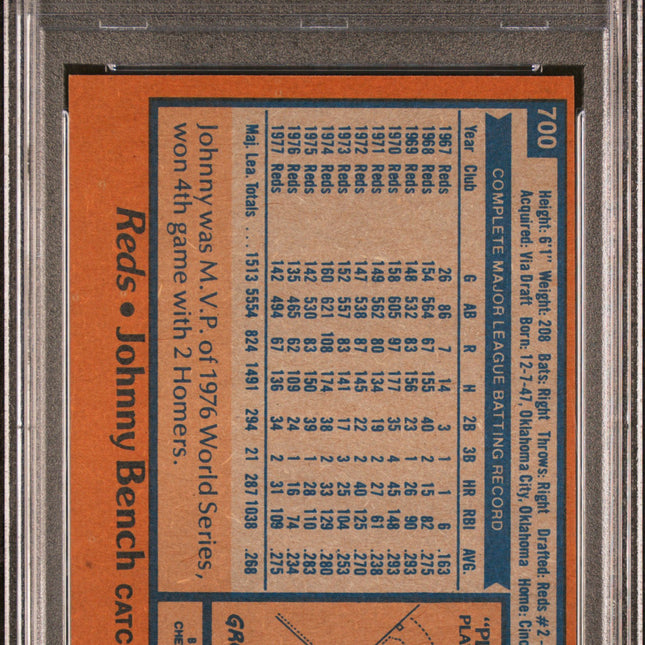 700
Height: 6'1" Weight: 208 Bats: Right Throws: Right Drafted: Reds #2 -
Acquired: Via Draft Born: 12-7-47, Oklahoma City, Oklahoma Home: Cinc
COMPLETE MAJOR LEAGUE BATTING RECORD
Year Club G AB R H 2B 3B HR RBI AVG.
1967 Reds 26 86 7 14 3 1 1 6 .163
1968 Reds 154 564 67 155 40 2 15 82 .275
1969 Reds 148 532 83 156 23 1 26 90 .293
1970 Reds 158 605 97 177 35 4 45 148 .293
1971 Reds 149 562 80 134 19 2 27 61 .238
1972 Reds 147 538 87 145 22 2 40 125 .270
1973 Reds 152 557 83 141 17 3 25 104 .253
1974 Reds 160 621 108 174 38 2 33 129 .280
1975 Reds 142 530 83 150 39 1 28 110 .283
1976 Reds 135 465 62 109 24 1 16 74 .234
1977 Reds 142 494 67 136 34 2 31 109 .275
Maj. Lea. Totals ... 1513 5554 824 1491 294 21 287 1038 .268
Johnny was M.V.P. of 1976 World Series,
won 4th game with 2 Homers.
Reds • Johnny Bench CATC
PLA
GRO
B
CHE